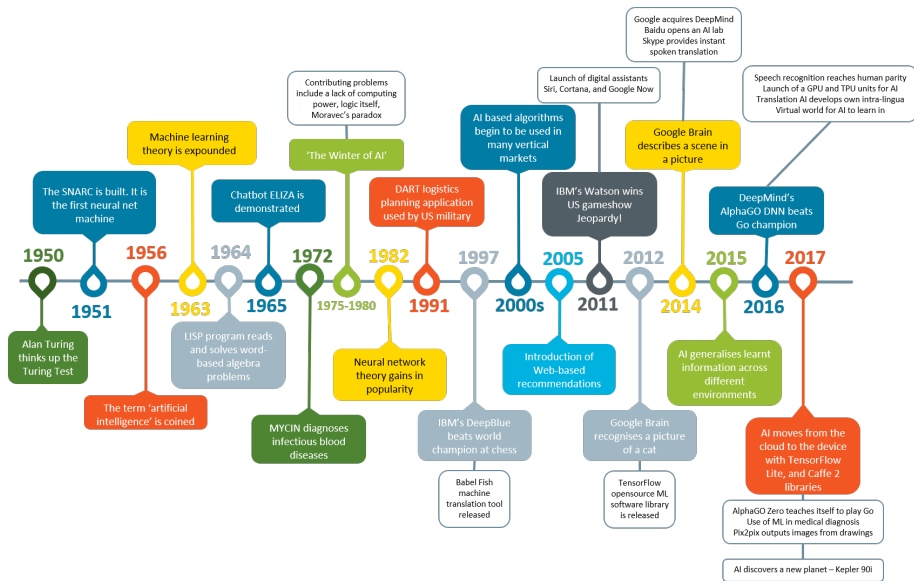 Google acquires DeepMind
Baidu opens an AI lab
Skype provides instant
spoken translation
Contributing problems
include a lack of computing
power, logic itself,
Moravec's paradox
Launch of digital assistants
Siri, Cortana, and Google Now
Speech recognition reaches human parity
Launch of a GPU and TPU units for AI
Translation AI develops own intra-lingua
Virtual world for AI to learn in
Machine learning
theory is expounded
'The Winter of AI'
AI based algorithms
begin to be used in
many vertical
markets
Google Brain
describes a scene in
a picture
The SNARC is built. It is
the first neural net
machine
Chatbot ELIZA is
demonstrated
DART logistics
planning application
used by US military
IBM's Watson wins
US gameshow
Jeopardy!
DeepMind's
AlphaGO DNN beats
Go champion
1950
1956
1964
1972
1982
1997
2005
2012
2015
2017
1951
1963
1965
1975-1980
1991
2000s
2011
2014
2016
Alan Turing
thinks up the
Turing Test
The term 'artificial
intelligence' is coined
LISP program reads
and solves word-
based algebra
problems
MYCIN diagnoses
infectious blood
diseases
Neural network
theory gains in
popularity
IBM's DeepBlue
beats world
champion at chess
Babel Fish
machine
translation tool
released
Introduction of
Web-based
recommendations
Google Brain
recognises a picture
of a cat
TensorFlow
opensource ML
software library
is released
AI generalises learnt
information across
different
environments
AI moves from the
cloud to the device
with TensorFlow
Lite, and Caffe 2
libraries
AlphaGO Zero teaches itself to play Go
Use of ML in medical diagnosis
Pix2pix outputs images from drawings
AI discovers a new planet – Kepler 90i